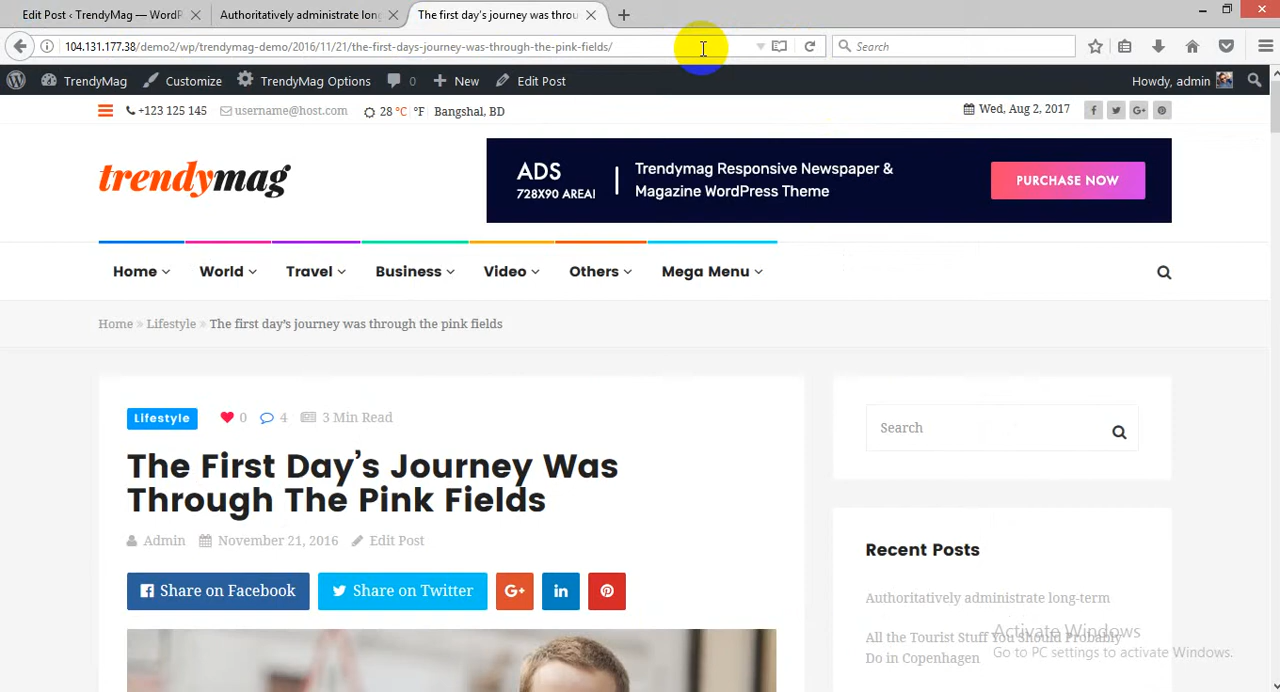 Edit Post ‹ TrendyMag — WordP
Authoritatively administrate long
The first day's journey was throu
104.131.177.38/demo2/wp/trendymag-demo/2016/11/21/the-first-days-journey-was-through-the-pink-fields/
Search
TrendyMag
Customize
TrendyMag Options
0
New
Edit Post
Howdy, admin
+123 125 145
username@host.com
28 °C °F
Bangshal, BD
Wed, Aug 2, 2017
trendymag
ADS
728X90 AREA!
Trendymag Responsive Newspaper &
Magazine WordPress Theme
PURCHASE NOW
Home
World
Travel
Business
Video
Others
Mega Menu
Home » Lifestyle » The first day's journey was through the pink fields
Lifestyle
0
4
3 Min Read
The First Day's Journey Was
Through The Pink Fields
Admin
November 21, 2016
Edit Post
Share on Facebook
Share on Twitter
G+
in
Search
Recent Posts
Authoritatively administrate long-term
All the Tourist Stuff You Should Probably
Do in Copenhagen
Activate Windows
Go to PC settings to activate Windows.